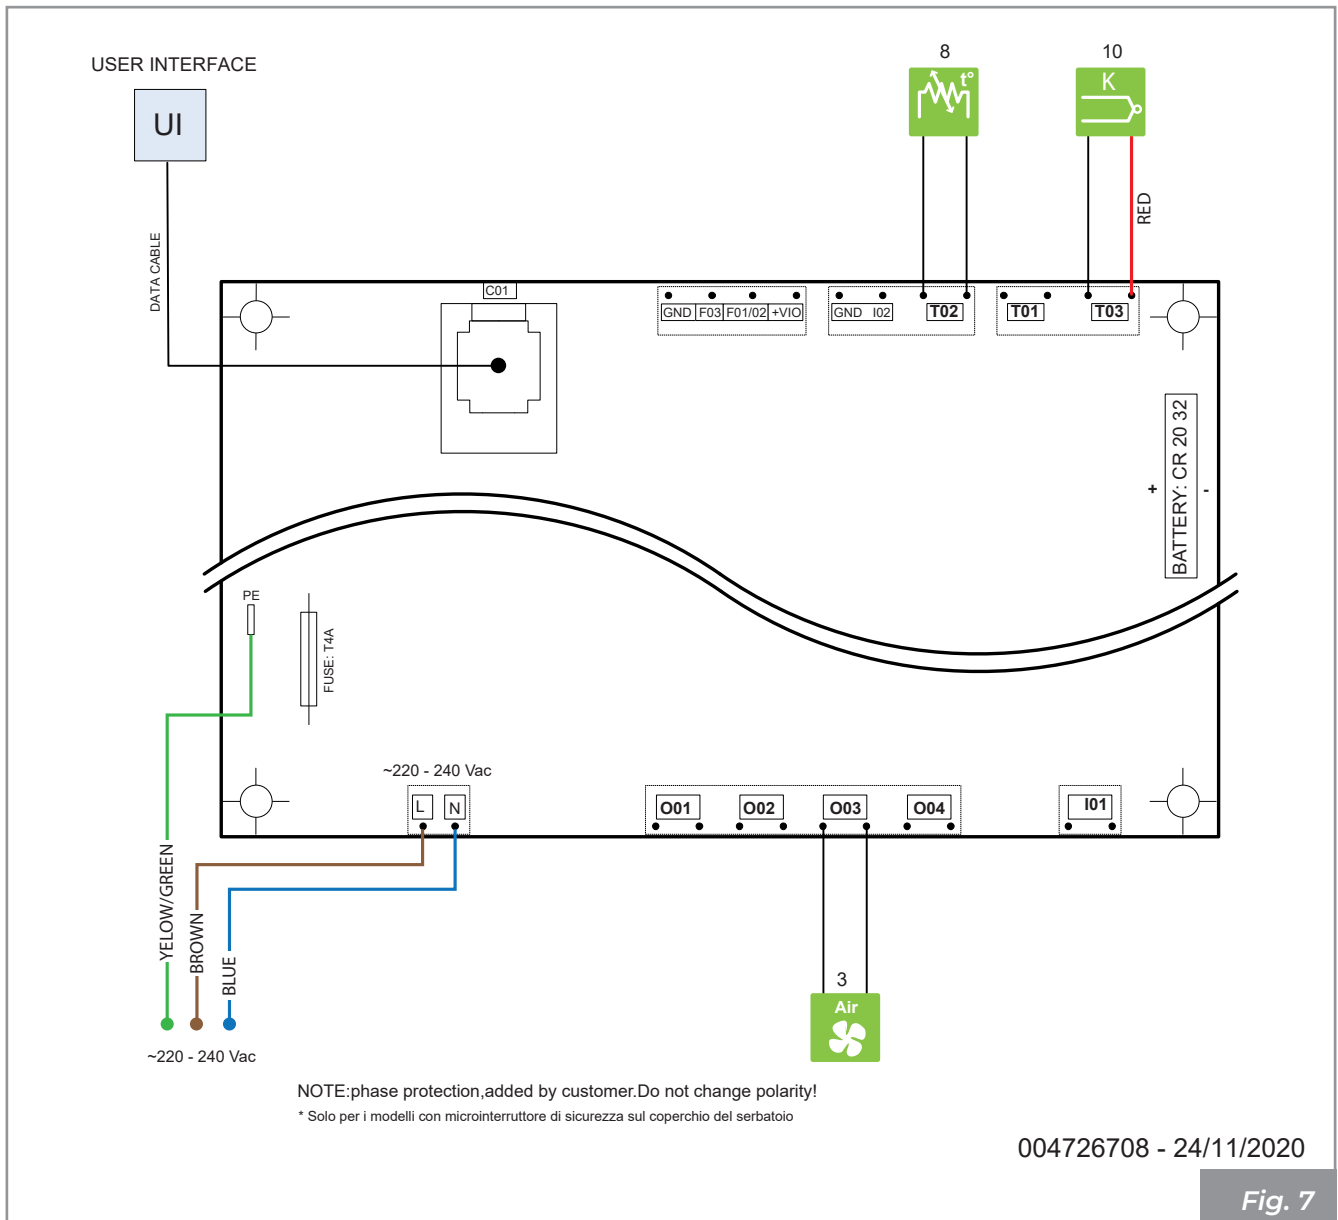 USER INTERFACE
UI
DATA CABLE
8
t°
10
K
RED
C01
GND F03 F01/02 +VIO
GND I02 T02
T01 T03
BATTERY: CR 20 32
+ -
PE
FUSE: T4A
~220 - 240 Vac
L N
O01 O02 O03 O04
I01
YELOW/GREEN
BROWN
BLUE
~220 - 240 Vac
3
Air
NOTE:phase protection,added by customer.Do not change polarity!
* Solo per i modelli con microinterruttore di sicurezza sul coperchio del serbatoio
004726708 - 24/11/2020
Fig. 7